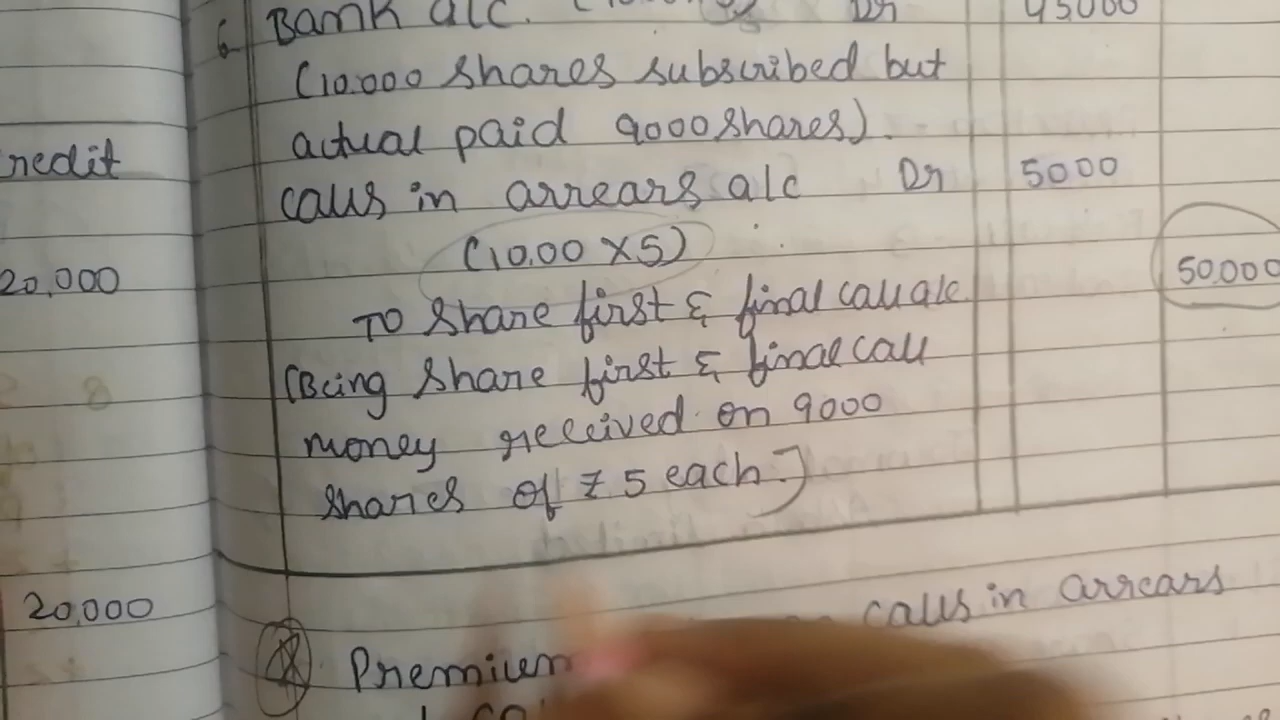 6. Bank a/c. Dr 45000
(10.000 shares subscribed but
actual paid 9000 shares).
redit
calls in arrears a/c Dr 5000
(10.00 X 5)
20,000
50,000
To Share first & final call a/c
(Being Share first & final call
money received on 9000
shares of ₹ 5 each.)
calls in arrears
20,000
Premium